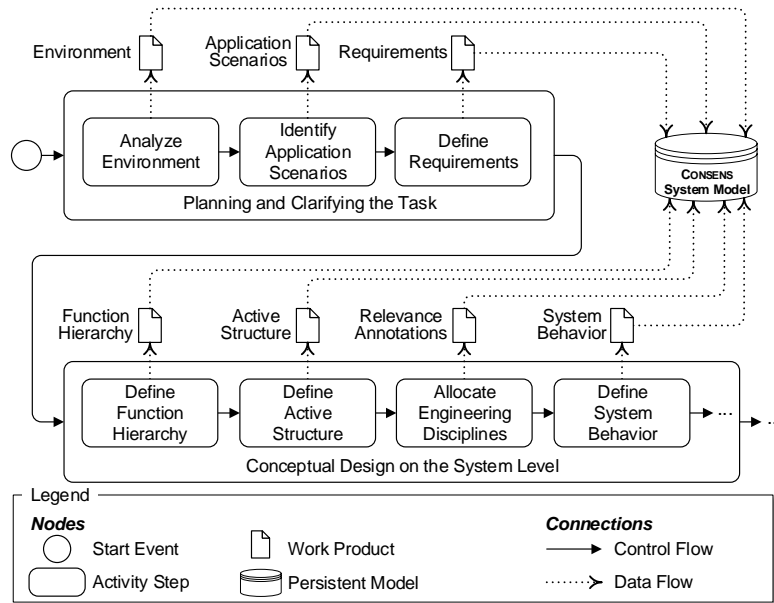 Environment
Application
Scenarios
Requirements
Analyze
Environment
Identify
Application
Scenarios
Define
Requirements
Planning and Clarifying the Task
CONSENS
System Model
Function
Hierarchy
Active
Structure
Relevance
Annotations
System
Behavior
Define
Function
Hierarchy
Define
Active
Structure
Allocate
Engineering
Disciplines
Define
System
Behavior
...
...
Conceptual Design on the System Level
Legend
Nodes
Connections
Start Event
Work Product
Control Flow
Activity Step
Persistent Model
Data Flow